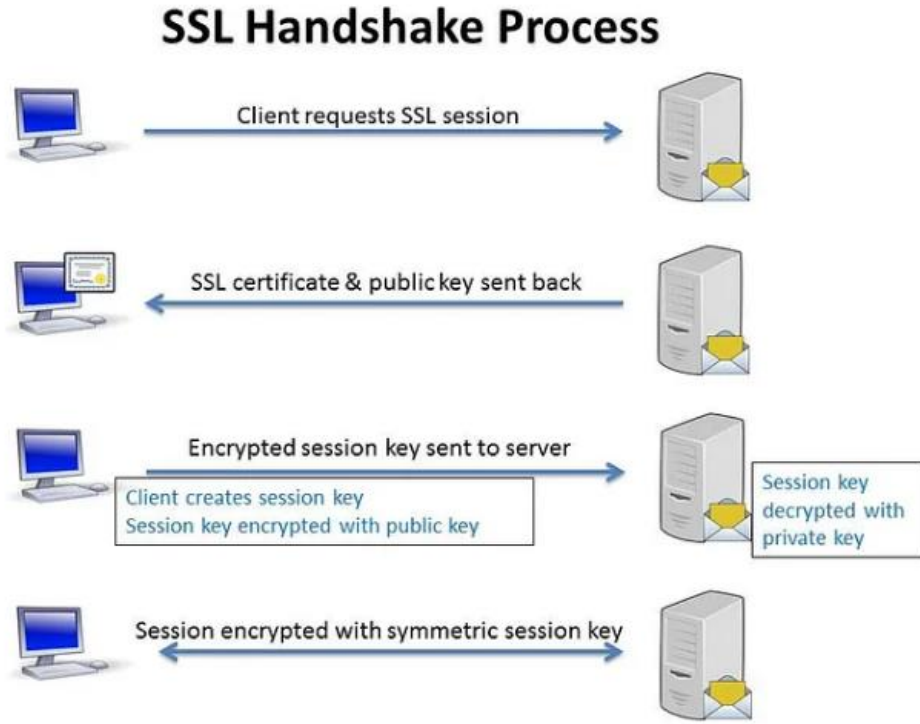 SSL Handshake Process
Client requests SSL session
SSL certificate & public key sent back
Encrypted session key sent to server
Client creates session key
Session key encrypted with public key
Session key
decrypted with
private key
Session encrypted with symmetric session key